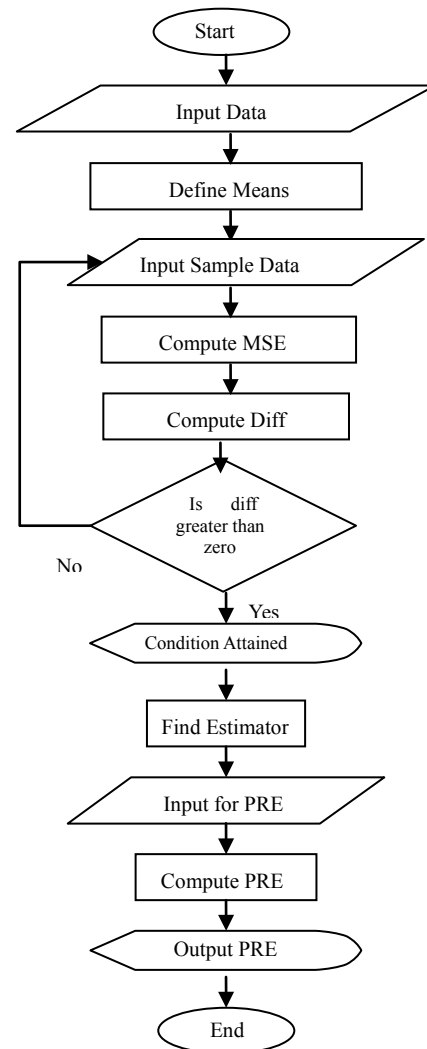 Start
Input Data
Define Means
Input Sample Data
Compute MSE
Compute Diff
Is diff
greater than
zero
No
Yes
Condition Attained
Find Estimator
Input for PRE
Compute PRE
Output PRE
End